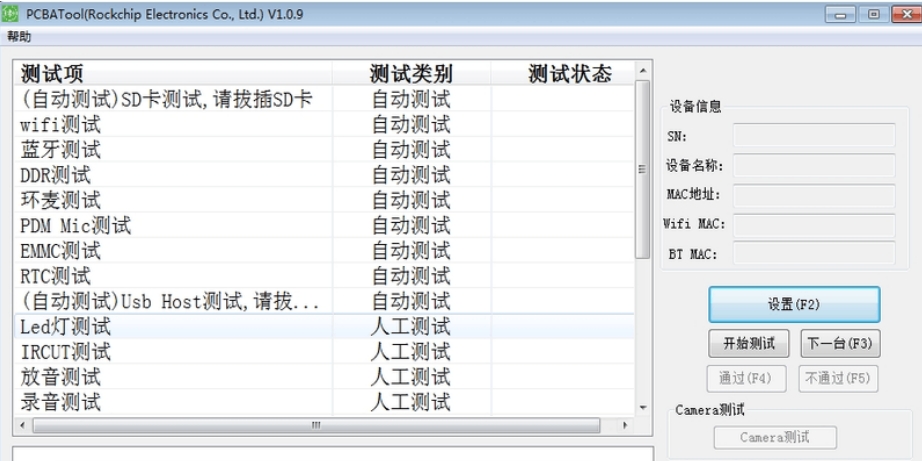 PCBATool(Rockchip Electronics Co., Ltd.) V1.0.9
帮助
测试项 测试类别 测试状态
(自动测试)SD卡测试,请拔插SD卡 自动测试
wifi测试 自动测试
蓝牙测试 自动测试
DDR测试 自动测试
环麦测试 自动测试
PDM Mic测试 自动测试
EMMC测试 自动测试
RTC测试 自动测试
(自动测试)Usb Host测试,请拔... 自动测试
Led灯测试 人工测试
IRCUT测试 人工测试
放音测试 人工测试
录音测试 人工测试
设备信息
SN:
设备名称:
MAC地址:
Wifi MAC:
BT MAC:
设置(F2)
开始测试 下一台(F3)
通过(F4) 不通过(F5)
Camera测试
Camera测试